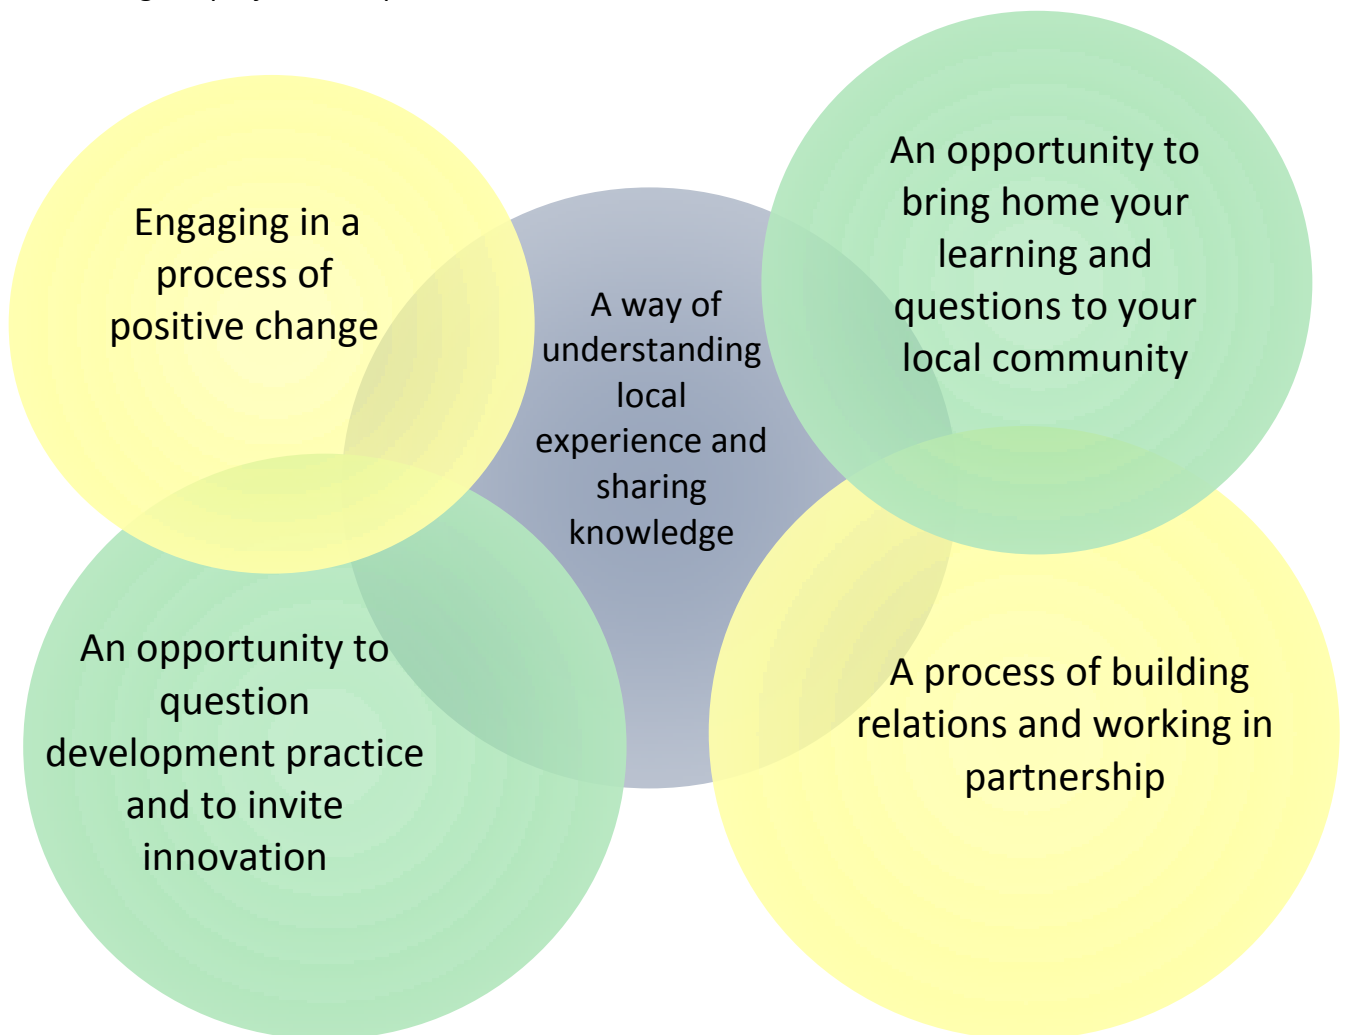 Engaging in a
process of
positive change
A way of
understanding
local
experience and
sharing
knowledge
An opportunity to
bring home your
learning and
questions to your
local community
An opportunity to
question
development practice
and to invite
innovation
A process of building
relations and working in
partnership